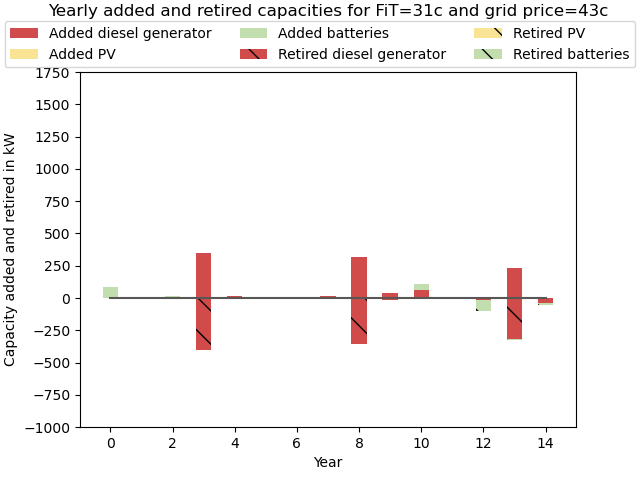 Yearly added and retired capacities for FiT=31c and grid price=43c
Added diesel generator
Added PV
Added batteries
Retired diesel generator
Retired PV
Retired batteries
Capacity added and retired in kW
1750
1500
1250
1000
750
500
250
0
−250
−500
−750
−1000
0 2 4 6 8 10 12 14
Year